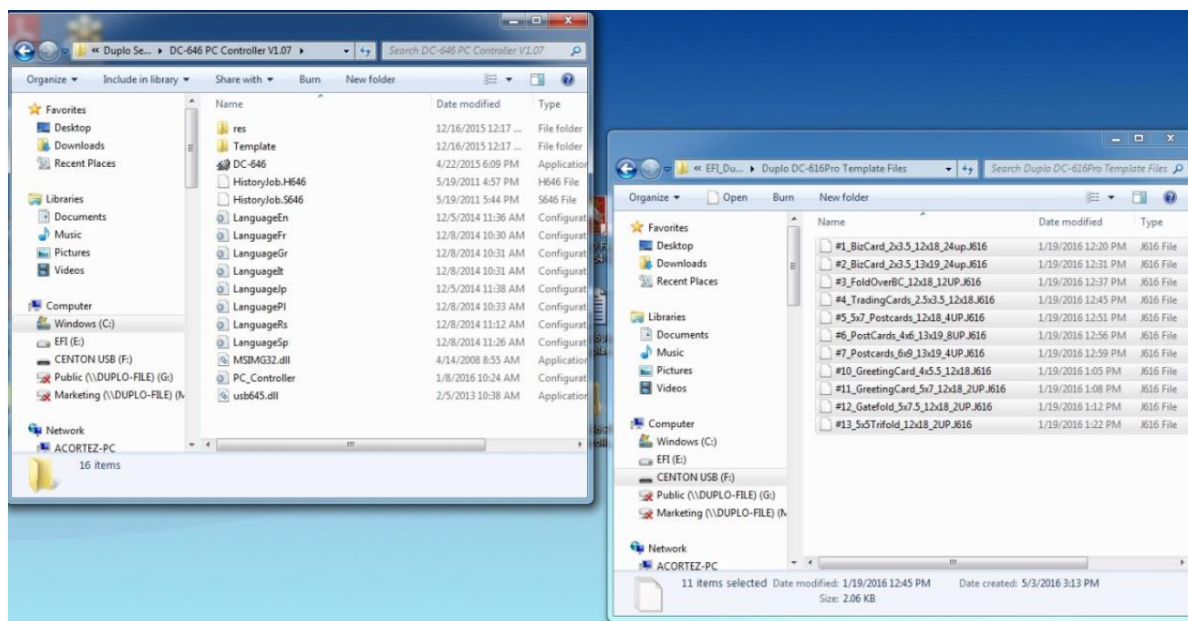 « Duplo Se... ▸ DC-646 PC Controller V1.07 ▸
Search DC-646 PC Controller V1.07
Organize Include in library Share with Burn New folder
Favorites
Desktop
Downloads
Recent Places
Libraries
Documents
Music
Pictures
Videos
Computer
Windows (C:)
EFI (E:)
CENTON USB (F:)
Public (\\DUPLO-FILE) (G:)
Marketing (\\DUPLO-FILE) (M
Network
ACORTEZ-PC
Name Date modified Type
res 12/16/2015 12:17 ... File folder
Template 12/16/2015 12:17 ... File folder
DC-646 4/22/2015 6:09 PM Application
HistoryJob.H646 5/19/2011 4:57 PM H646 File
HistoryJob.S646 5/19/2011 5:44 PM S646 File
LanguageEn 12/5/2014 11:36 AM Configurat
LanguageFr 12/8/2014 10:30 AM Configurat
LanguageGr 12/8/2014 10:31 AM Configurat
LanguageIt 12/8/2014 10:31 AM Configurat
LanguageJp 12/5/2014 11:38 AM Configurat
LanguagePl 12/8/2014 10:33 AM Configurat
LanguageRs 12/8/2014 11:12 AM Configurat
LanguageSp 12/8/2014 11:26 AM Configurat
MSIMG32.dll 4/14/2008 8:55 AM Application
PC_Controller 1/8/2016 10:24 AM Configurat
usb645.dll 2/5/2013 10:38 AM Application
16 items
« EFI_Du... ▸ Duplo DC-616Pro Template Files
Search Duplo DC-616Pro Template Files
Organize Open Burn New folder
Favorites
Desktop
Downloads
Recent Places
Libraries
Documents
Music
Pictures
Videos
Computer
Windows (C:)
EFI (E:)
CENTON USB (F:)
Public (\\DUPLO-FILE) (G:)
Marketing (\\DUPLO-FILE) (M
Network
ACORTEZ-PC
Name Date modified Type
#1_BizCard_2x3.5_12x18_24up.J616 1/19/2016 12:20 PM J616 File
#2_BizCard_2x3.5_13x19_24up.J616 1/19/2016 12:31 PM J616 File
#3_FoldOverBC_12x18_12UP.J616 1/19/2016 12:37 PM J616 File
#4_TradingCards_2.5x3.5_12x18.J616 1/19/2016 12:45 PM J616 File
#5_5x7_Postcards_12x18_4UP.J616 1/19/2016 12:51 PM J616 File
#6_PostCards_4x6_13x19_8UP.J616 1/19/2016 12:56 PM J616 File
#7_Postcards_6x9_13x19_4UP.J616 1/19/2016 12:59 PM J616 File
#10_GreetingCard_4x5.5_12x18.J616 1/19/2016 1:05 PM J616 File
#11_GreetingCard_5x7_12x18_2UP.J616 1/19/2016 1:08 PM J616 File
#12_Gatefold_5x7.5_12x18_2UP.J616 1/19/2016 1:12 PM J616 File
#13_5x5Trifold_12x18_2UP.J616 1/19/2016 1:22 PM J616 File
11 items selected Date modified: 1/19/2016 12:45 PM Date created: 5/3/2016 3:13 PM
Size: 2.06 KB